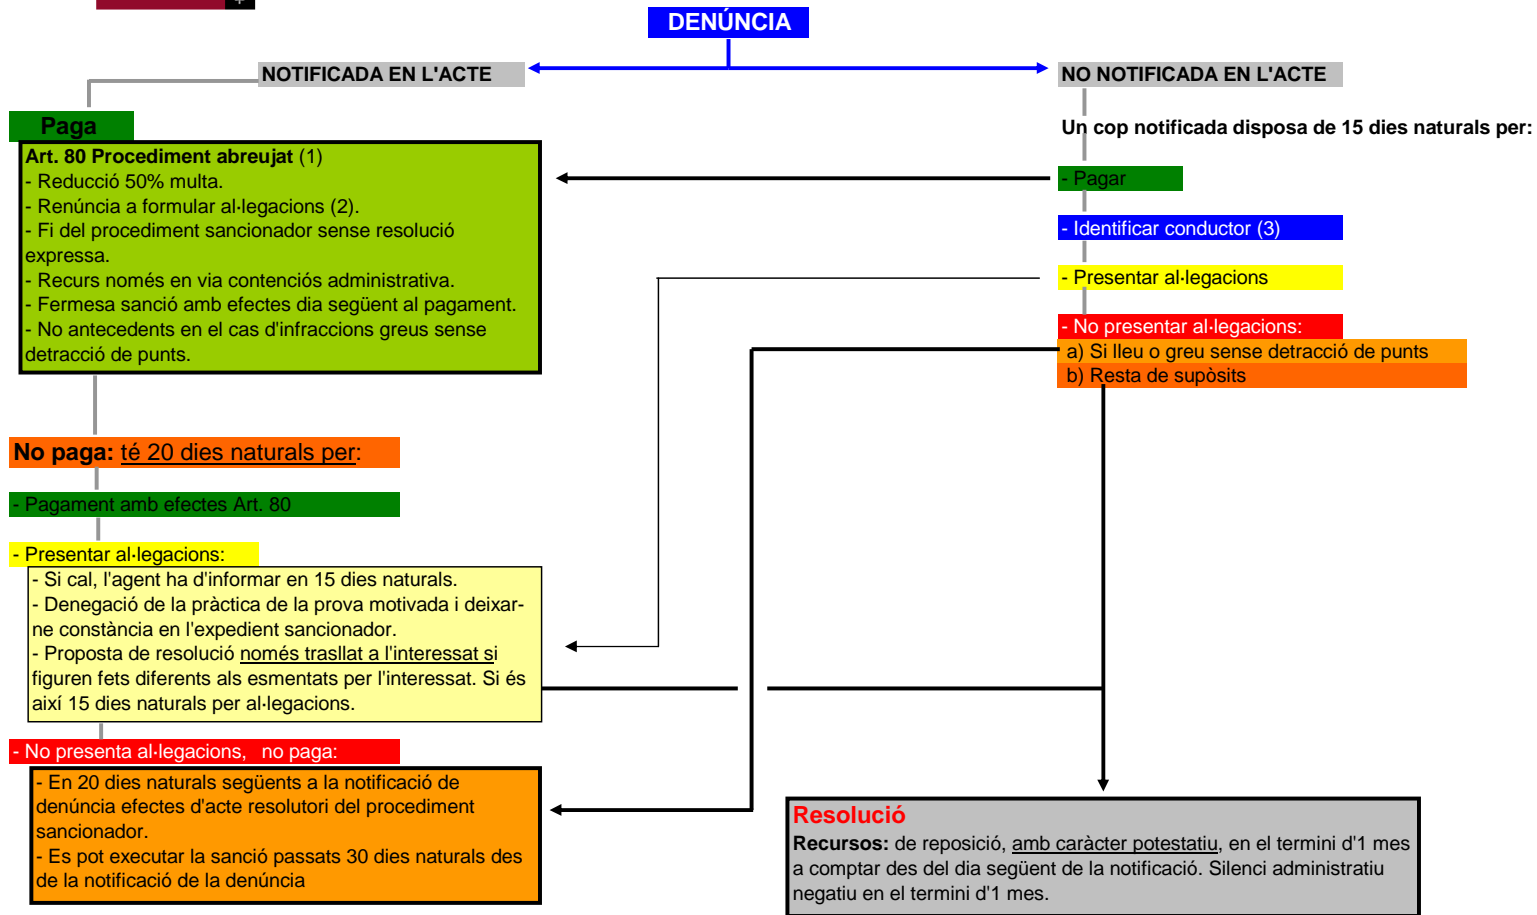 DENÚNCIA
NOTIFICADA EN L'ACTE
NO NOTIFICADA EN L'ACTE
Paga
Art. 80 Procediment abreujat (1)
- Reducció 50% multa.
- Renúncia a formular al·legacions (2).
- Fi del procediment sancionador sense resolució
expressa.
- Recurs només en via contenciós administrativa.
- Fermesa sanció amb efectes dia següent al pagament.
- No antecedents en el cas d'infraccions greus sense
detracció de punts.
No paga: té 20 dies naturals per:
- Pagament amb efectes Art. 80
- Presentar al·legacions:
- Si cal, l'agent ha d'informar en 15 dies naturals.
- Denegació de la pràctica de la prova motivada i deixar-
ne constància en l'expedient sancionador.
- Proposta de resolució només trasllat a l'interessat si
figuren fets diferents als esmentats per l'interessat. Si és
així 15 dies naturals per al·legacions.
- No presenta al·legacions, no paga:
- En 20 dies naturals següents a la notificació de
denúncia efectes d'acte resolutori del procediment
sancionador.
- Es pot executar la sanció passats 30 dies naturals des
de la notificació de la denúncia
Un cop notificada disposa de 15 dies naturals per:
- Pagar
- Identificar conductor (3)
- Presentar al·legacions
- No presentar al·legacions:
a) Si lleu o greu sense detracció de punts
b) Resta de supòsits
Resolució
Recursos: de reposició, amb caràcter potestatiu, en el termini d'1 mes
a comptar des del dia següent de la notificació. Silenci administratiu
negatiu en el termini d'1 mes.